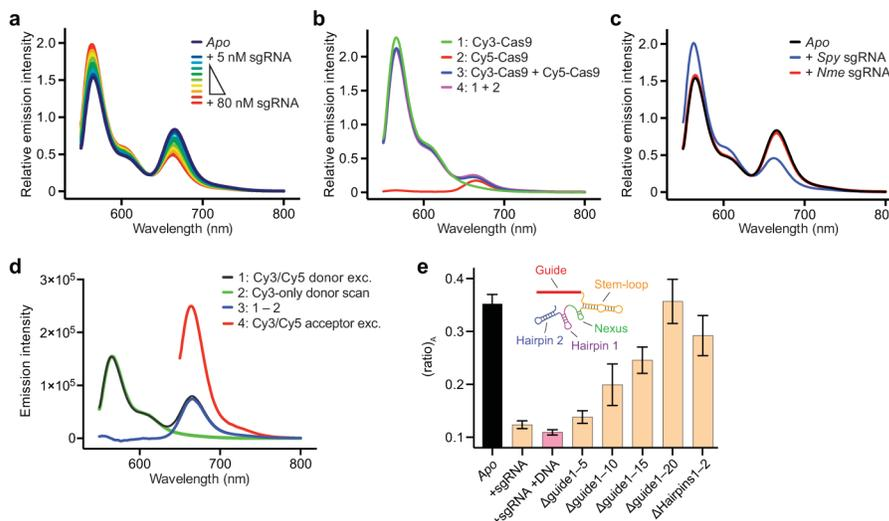 a
Relative emission intensity
2.0
1.5
1.0
0.5
0
600
700
800
Wavelength (nm)
Apo
+ 5 nM sgRNA
+ 80 nM sgRNA
b
Relative emission intensity
2.0
1.5
1.0
0.5
0
600
700
800
Wavelength (nm)
1: Cy3-Cas9
2: Cy5-Cas9
3: Cy3-Cas9 + Cy5-Cas9
4: 1 + 2
c
Relative emission intensity
2.0
1.5
1.0
0.5
0
600
700
800
Wavelength (nm)
Apo
+ Spy sgRNA
+ Nme sgRNA
d
Emission intensity
3×10⁵
2×10⁵
1×10⁵
0
600
700
800
Wavelength (nm)
1: Cy3/Cy5 donor exc.
2: Cy3-only donor scan
3: 1 – 2
4: Cy3/Cy5 acceptor exc.
e
(ratio)A
0.4
0.3
0.2
0.1
Guide
Stem-loop
Nexus
Hairpin 2
Hairpin 1
Apo
+sgRNA
+sgRNA +DNA
Δguide1–5
Δguide1–10
Δguide1–15
Δguide1–20
ΔHairpins1–2